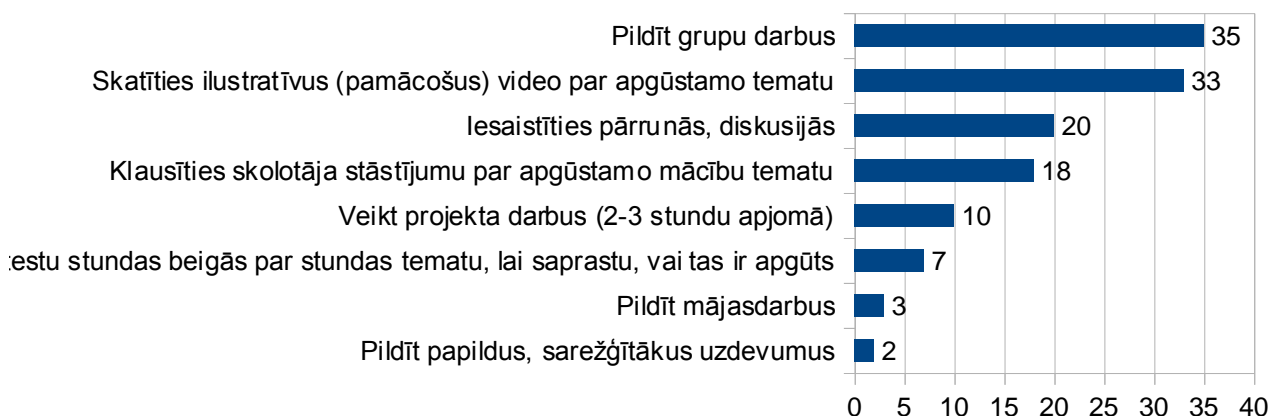 Pildīt grupu darbus 35
Skatīties ilustratīvus (pamācošus) video par apgūstamo tematu 33
Iesaistīties pārrunās, diskusijās 20
Klausīties skolotāja stāstījumu par apgūstamo mācību tematu 18
Veikt projekta darbus (2-3 stundu apjomā) 10
stundas beigās par stundas tematu, lai saprastu, vai tas ir apgūts 7
Pildīt mājasdarbus 3
Pildīt papildus, sarežģītākus uzdevumus 2
0 5 10 15 20 25 30 35 40